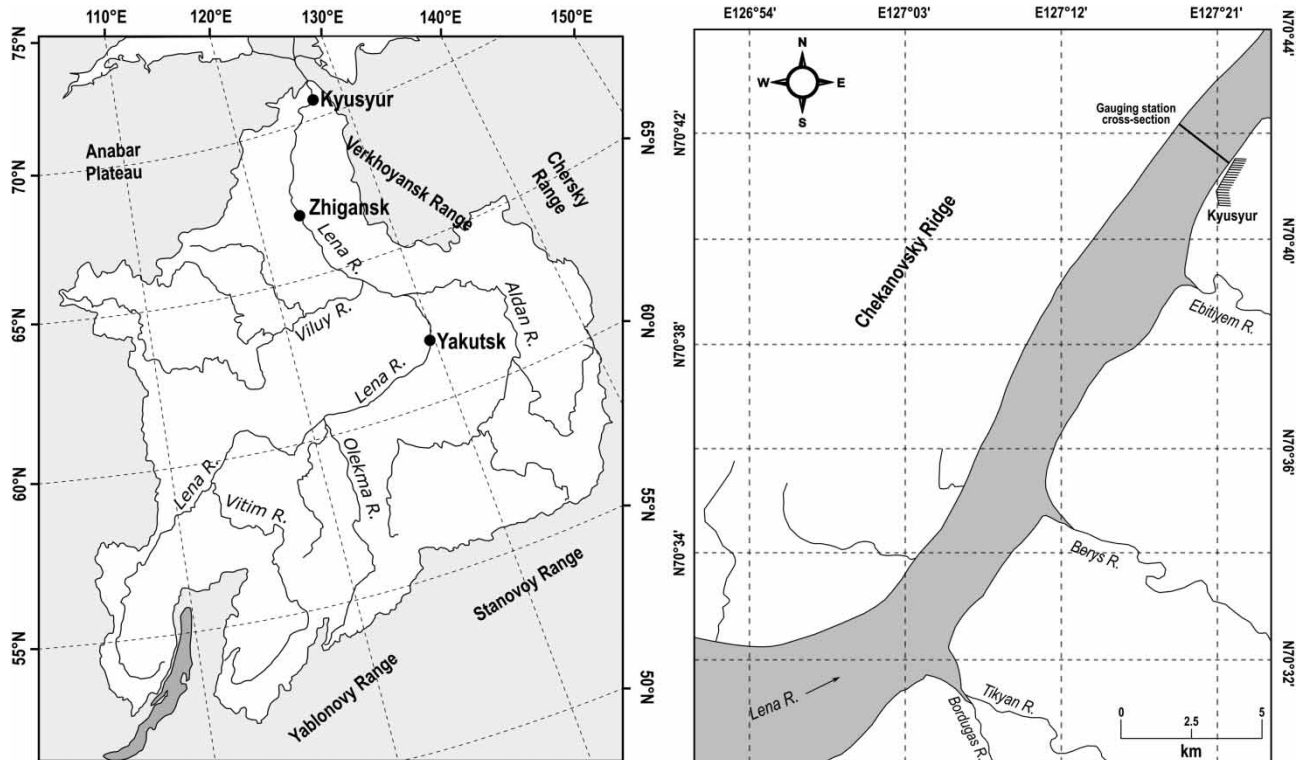 110°E
120°E
130°E
140°E
150°E
75°N
70°N
65°N
60°N
55°N
65°N
60°N
55°N
50°N
Kyusyur
Anabar
Plateau
Verkhoyansk Range
Chersky
Range
Zhigansk
Lena R.
Aldan R.
Viluy R.
Yakutsk
Lena R.
Lena R.
Olekma R.
Vitim R.
Stanovoy Range
Yablonovy Range
E126°54'
E127°03'
E127°12'
E127°21'
N70°42'
N70°38'
N70°34'
N70°44'
N70°40'
N70°36'
N70°32'
N
W
E
S
Gauging station
cross-section
Kyusyur
Chekanovsky Ridge
Ebitiyem R.
Berys R.
Lena R.
Tikyan R.
Bordugas R.
0
2.5
5
km